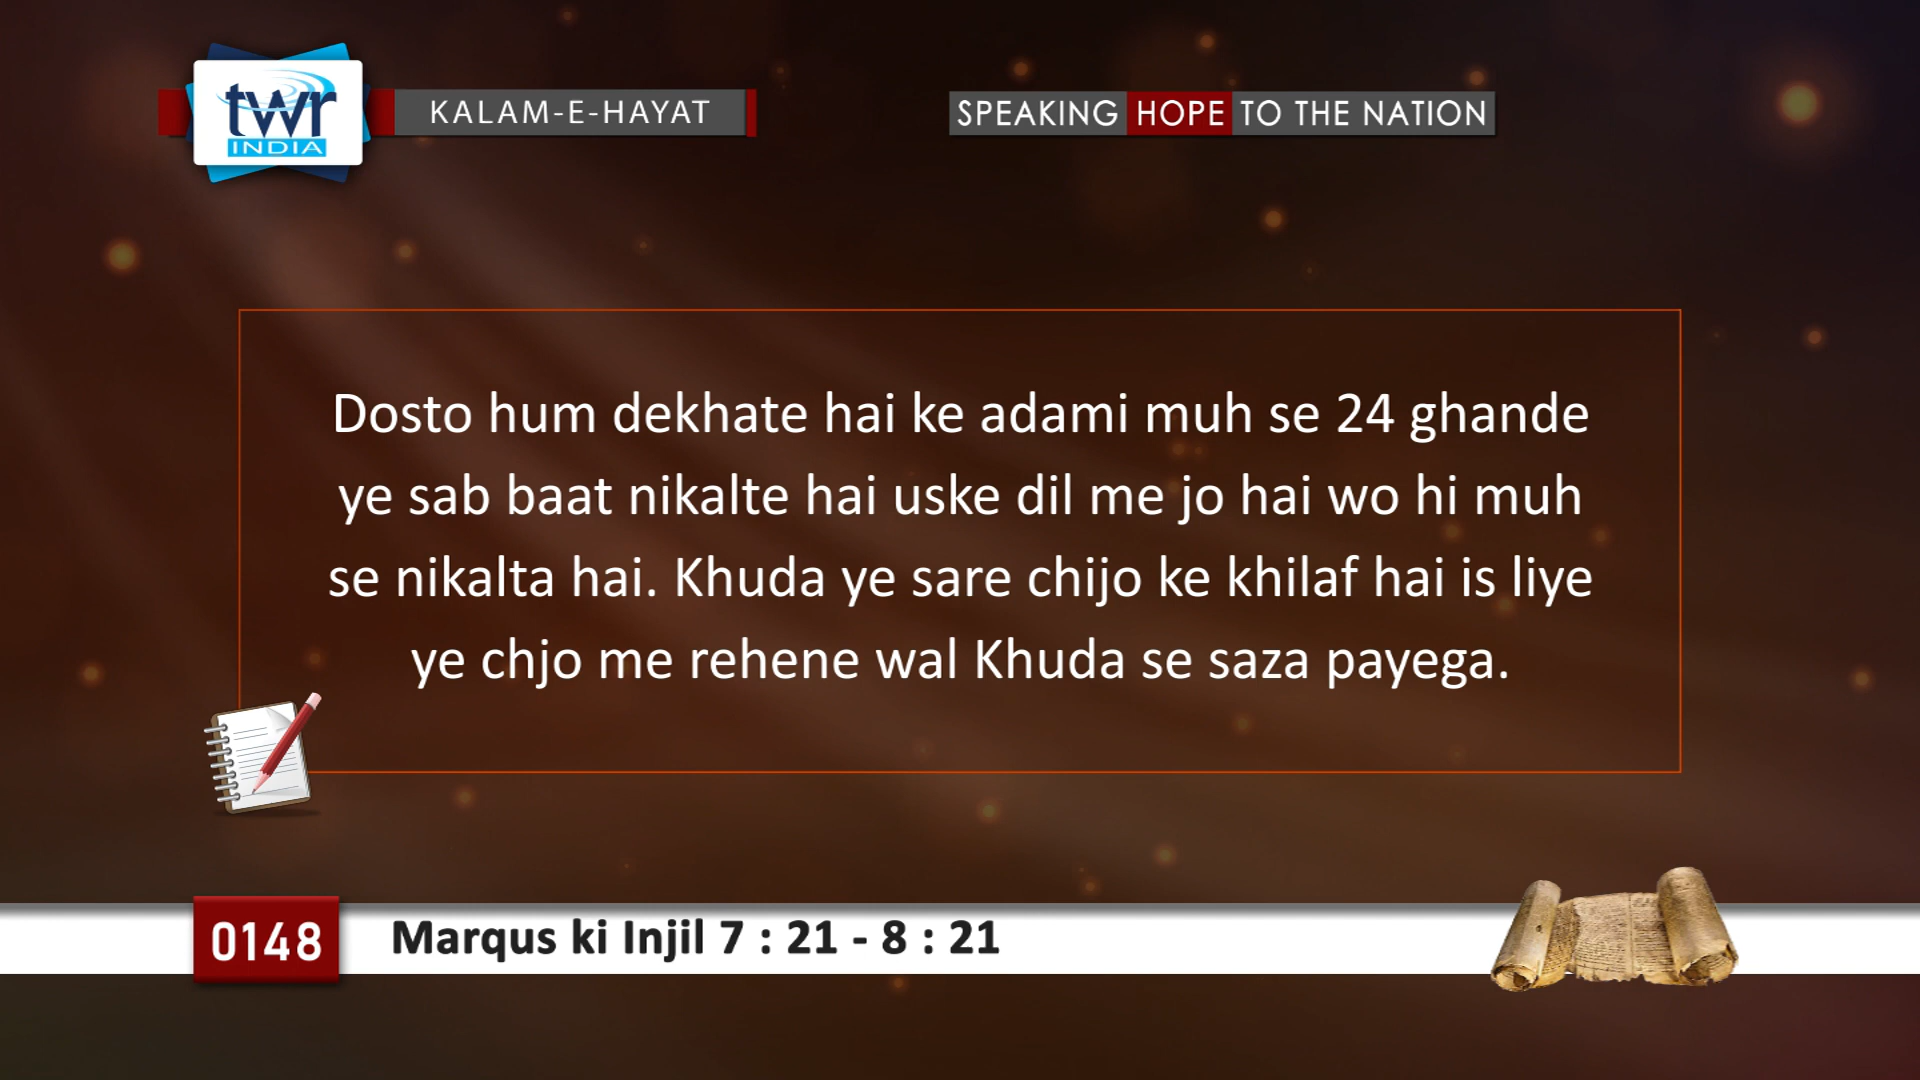 twr
INDIA
KALAM-E-HAYAT
SPEAKING HOPE TO THE NATION
Dosto hum dekhate hai ke adami muh se 24 ghande
ye sab baat nikalte hai uske dil me jo hai wo hi muh
se nikalta hai. Khuda ye sare chijo ke khilaf hai is liye
ye chjo me rehene wal Khuda se saza payega.
0148
Marqus ki Injil 7 : 21 - 8 : 21